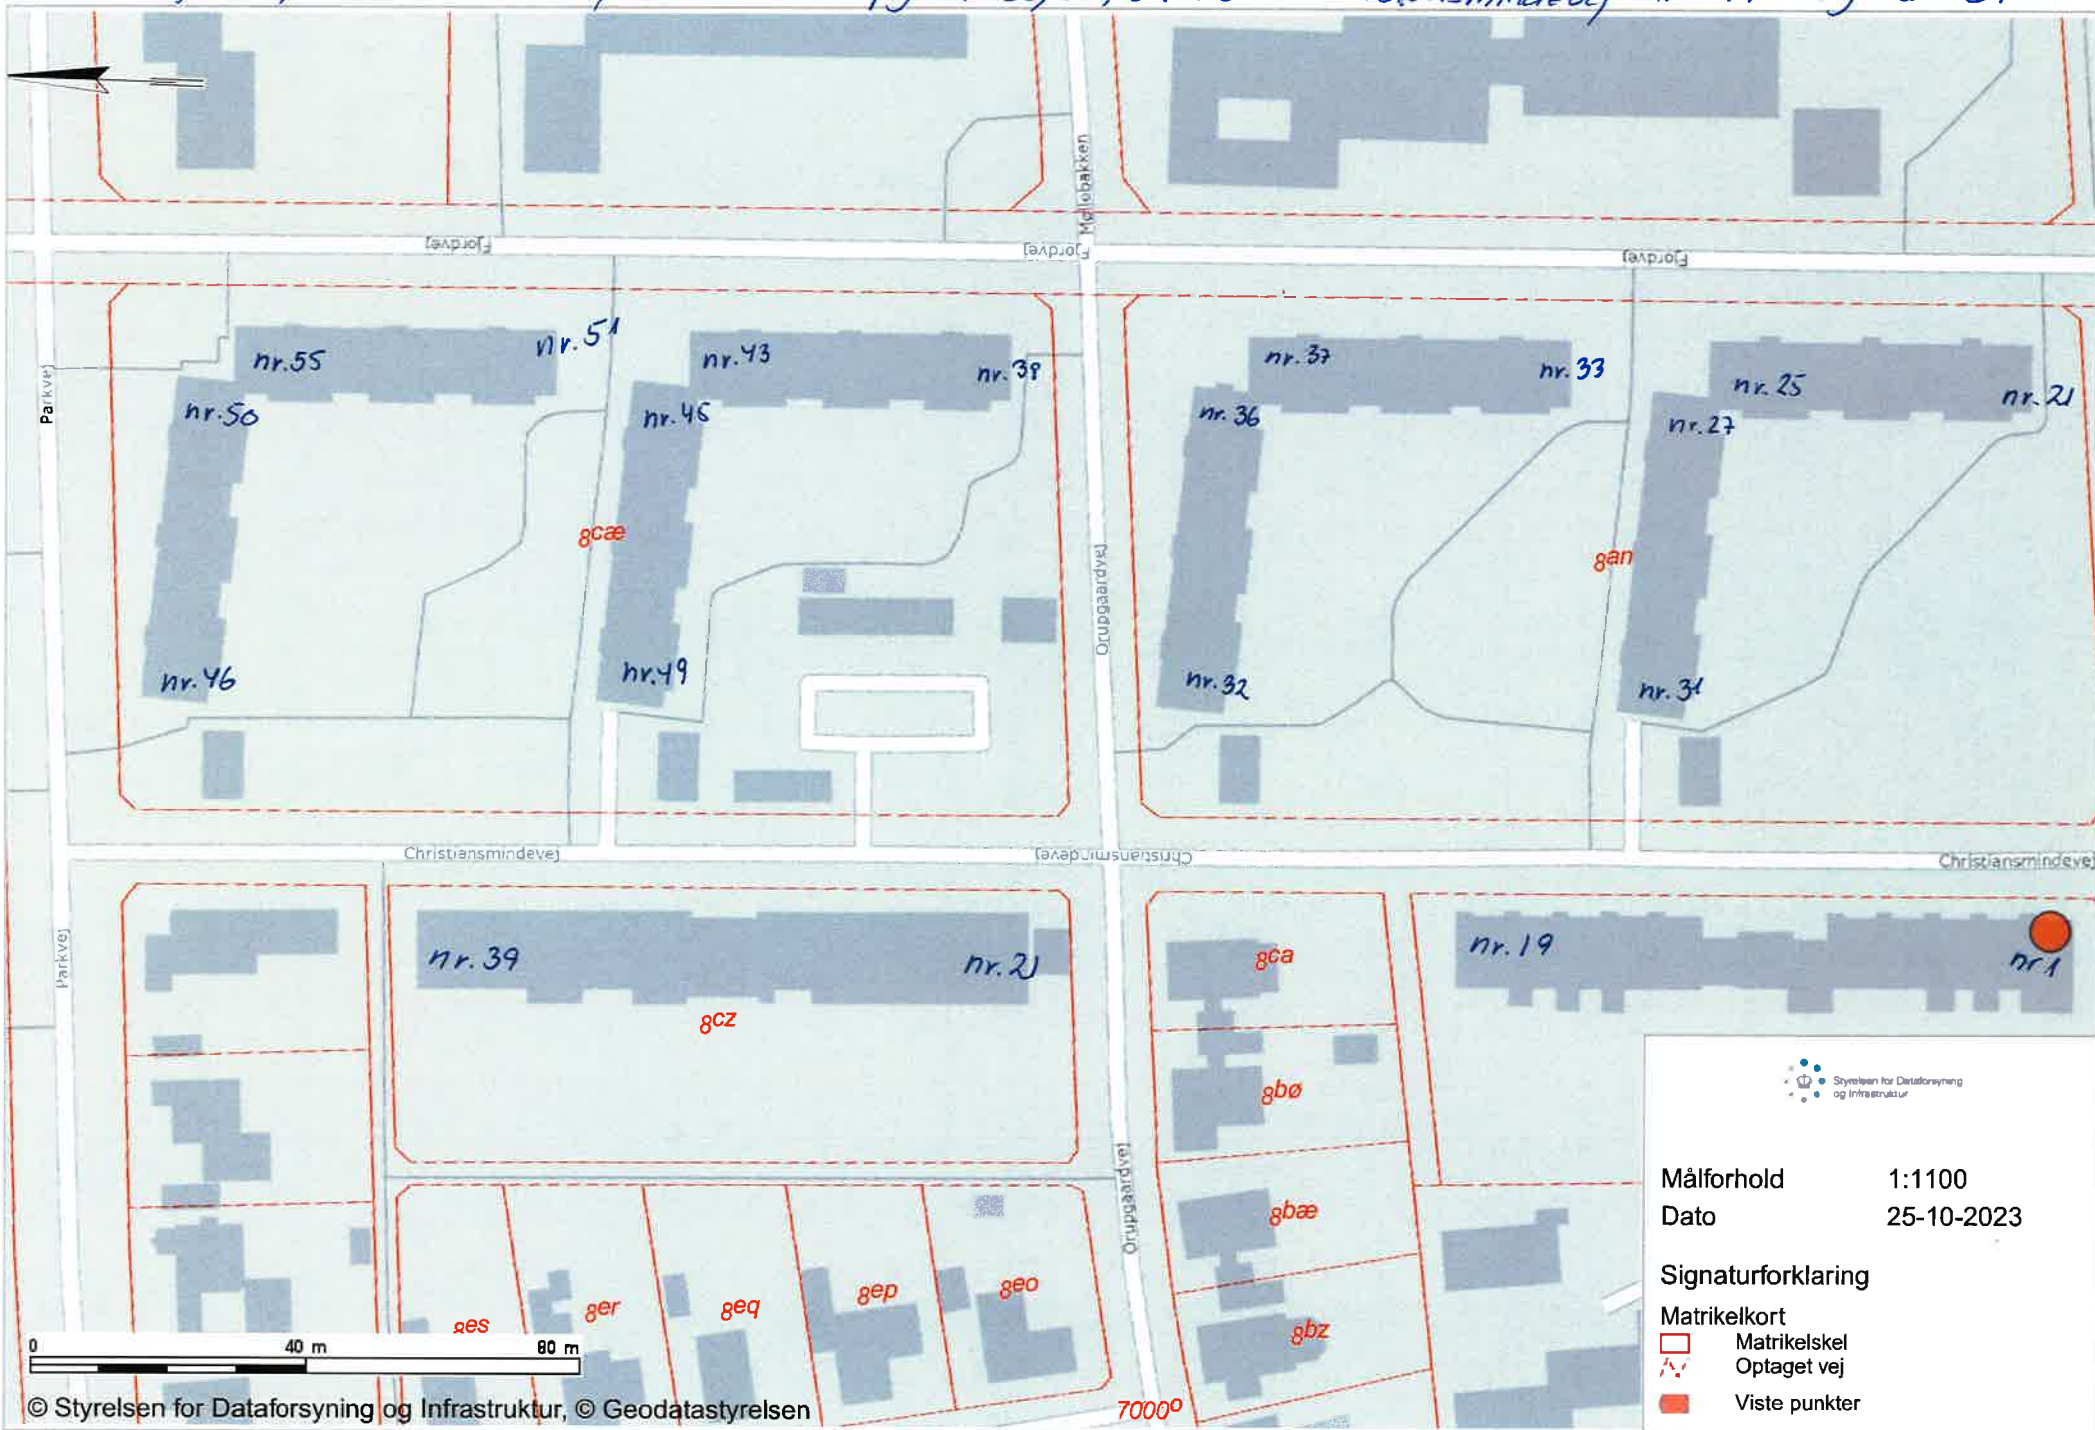 Møllebakken
Fjordvej
Fjordvej
Fjordvej
nr.55
nr.51
nr.43
nr.39
nr.37
nr.33
nr.25
nr.21
Parkvej
nr.50
nr.45
nr.36
nr.27
8cæ
8an
Orupgaardvej
nr.46
nr.49
nr.32
nr.31
Christiansmindevej
Christiansmindevej
Christiansmindevej
Parkvej
nr.39
nr.21
8ca
nr.19
nr 1
8cz
8bø
Orupgaardvej
8bæ
8es
8er
8eq
8ep
8eo
8bz
7000o
Styrelsen for Dataforsyning
og Infrastruktur
Målforhold 1:1100
Dato 25-10-2023
Signaturforklaring
Matrikelkort
Matrikelskel
Optaget vej
Viste punkter
0 40 m 80 m
© Styrelsen for Dataforsyning og Infrastruktur, © Geodatastyrelsen